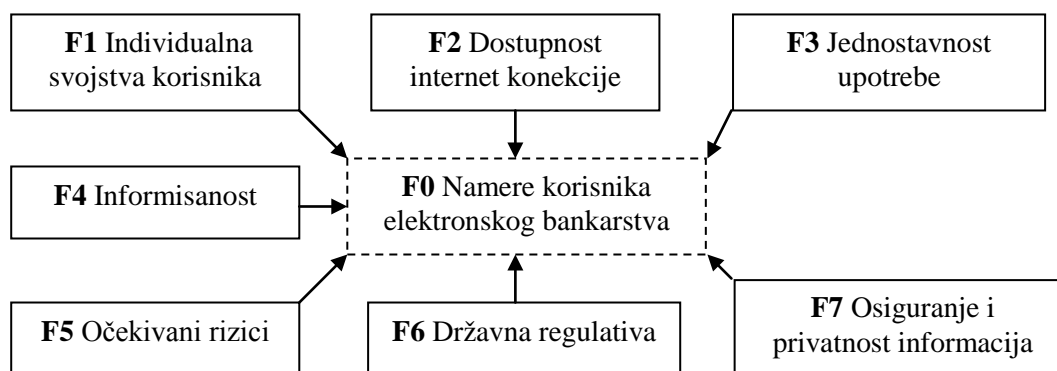 F1 Individualna
svojstva korisnika
F2 Dostupnost
internet konekcije
F3 Jednostavnost
upotrebe
F4 Informisanost
F0 Namere korisnika
elektronskog bankarstva
F5 Očekivani rizici
F6 Državna regulativa
F7 Osiguranje i
privatnost informacija